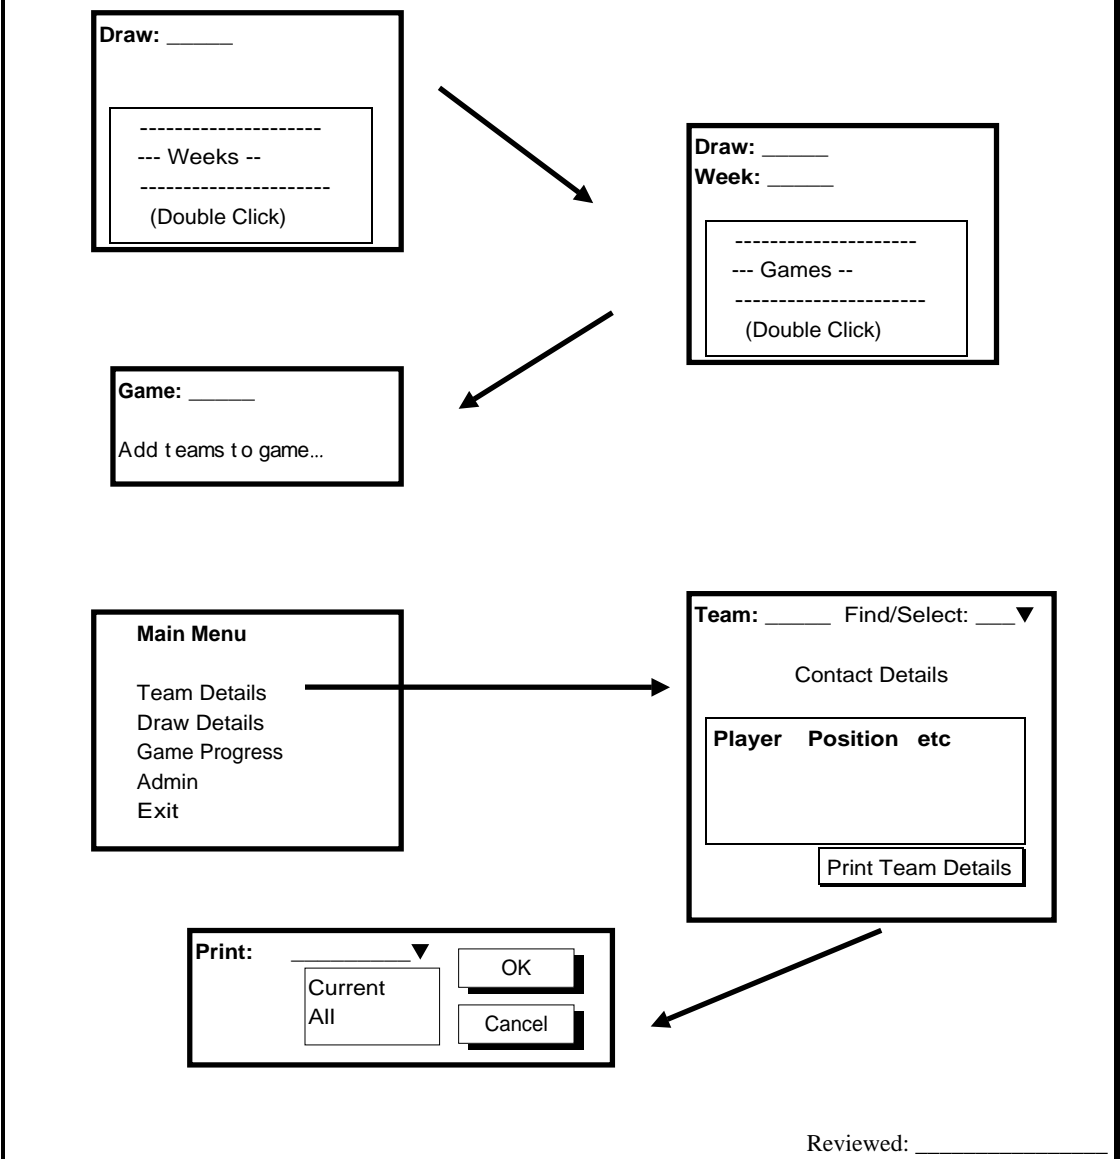 Draw: _____
---------------------
--- Weeks --
----------------------
(Double Click)
Draw: _____
Week: _____
---------------------
--- Games --
----------------------
(Double Click)
Game: _____
Add teams to game...
Main Menu
Team Details
Draw Details
Game Progress
Admin
Exit
Team: _____ Find/Select: ___▼
Contact Details
Player Position etc
Print Team Details
Print: _________▼
Current
All
OK
Cancel
Reviewed: ________________